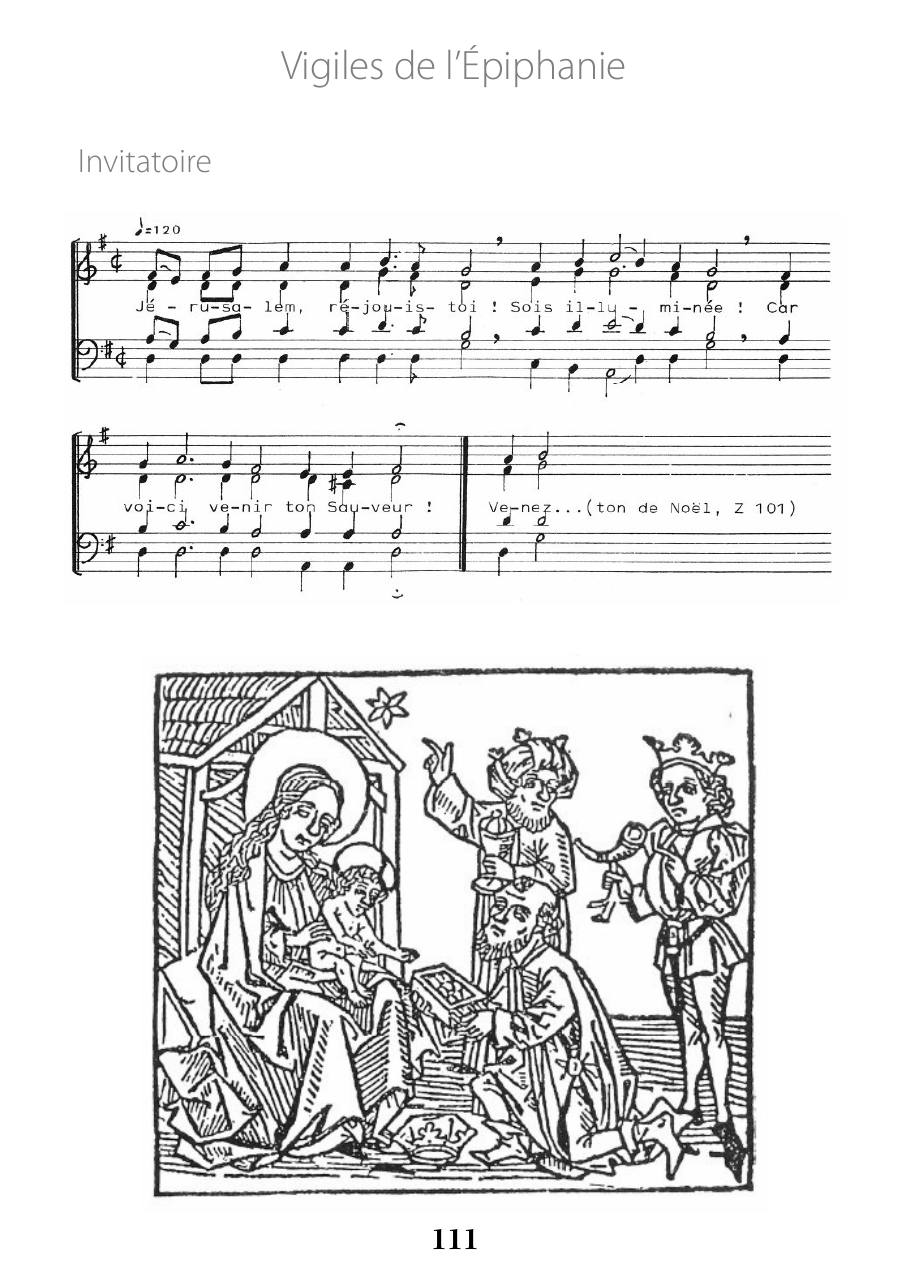 Vigiles de l’Épiphanie
Invitatoire
=120
Jé - ru-sa- lem, ré-jou-is- toi ! Sois il-lu - mi-née ! Car
voi-ci ve-nir ton Sau-veur ! Ve-nez...(ton de Noël, Z 101)
111